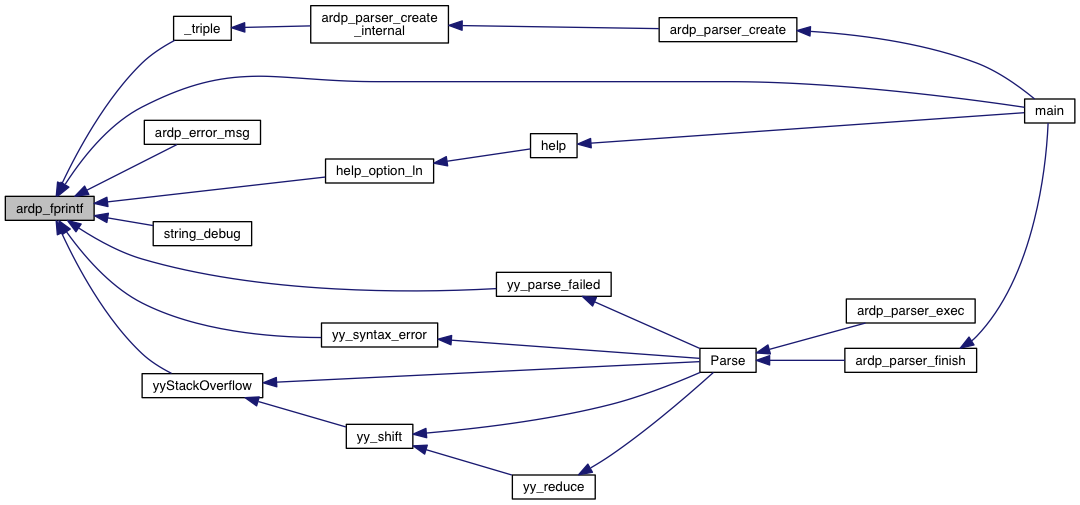 _triple
ardp_parser_create
_internal
ardp_parser_create
main
ardp_error_msg
help
help_option_ln
ardp_fprintf
string_debug
yy_parse_failed
ardp_parser_exec
yy_syntax_error
Parse
ardp_parser_finish
yyStackOverflow
yy_shift
yy_reduce